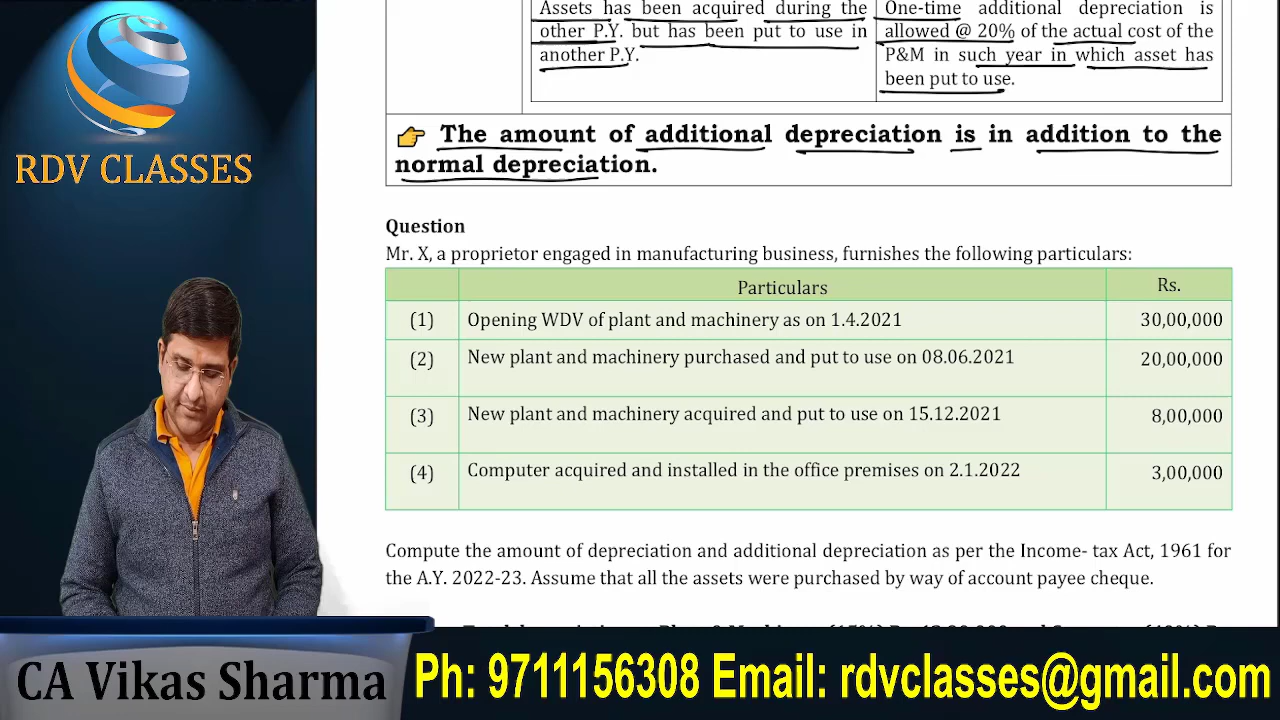 Assets has been acquired during the
other P.Y. but has been put to use in
another P.Y.
One-time additional depreciation is
allowed @ 20% of the actual cost of the
P&M in such year in which asset has
been put to use.
👉 The amount of additional depreciation is in addition to the
normal depreciation.
RDV CLASSES
Question
Mr. X, a proprietor engaged in manufacturing business, furnishes the following particulars:
Particulars Rs.
(1) Opening WDV of plant and machinery as on 1.4.2021 30,00,000
(2) New plant and machinery purchased and put to use on 08.06.2021 20,00,000
(3) New plant and machinery acquired and put to use on 15.12.2021 8,00,000
(4) Computer acquired and installed in the office premises on 2.1.2022 3,00,000
Compute the amount of depreciation and additional depreciation as per the Income- tax Act, 1961 for
the A.Y. 2022-23. Assume that all the assets were purchased by way of account payee cheque.
CA Vikas Sharma
Ph: 9711156308 Email: rdvclasses@gmail.com